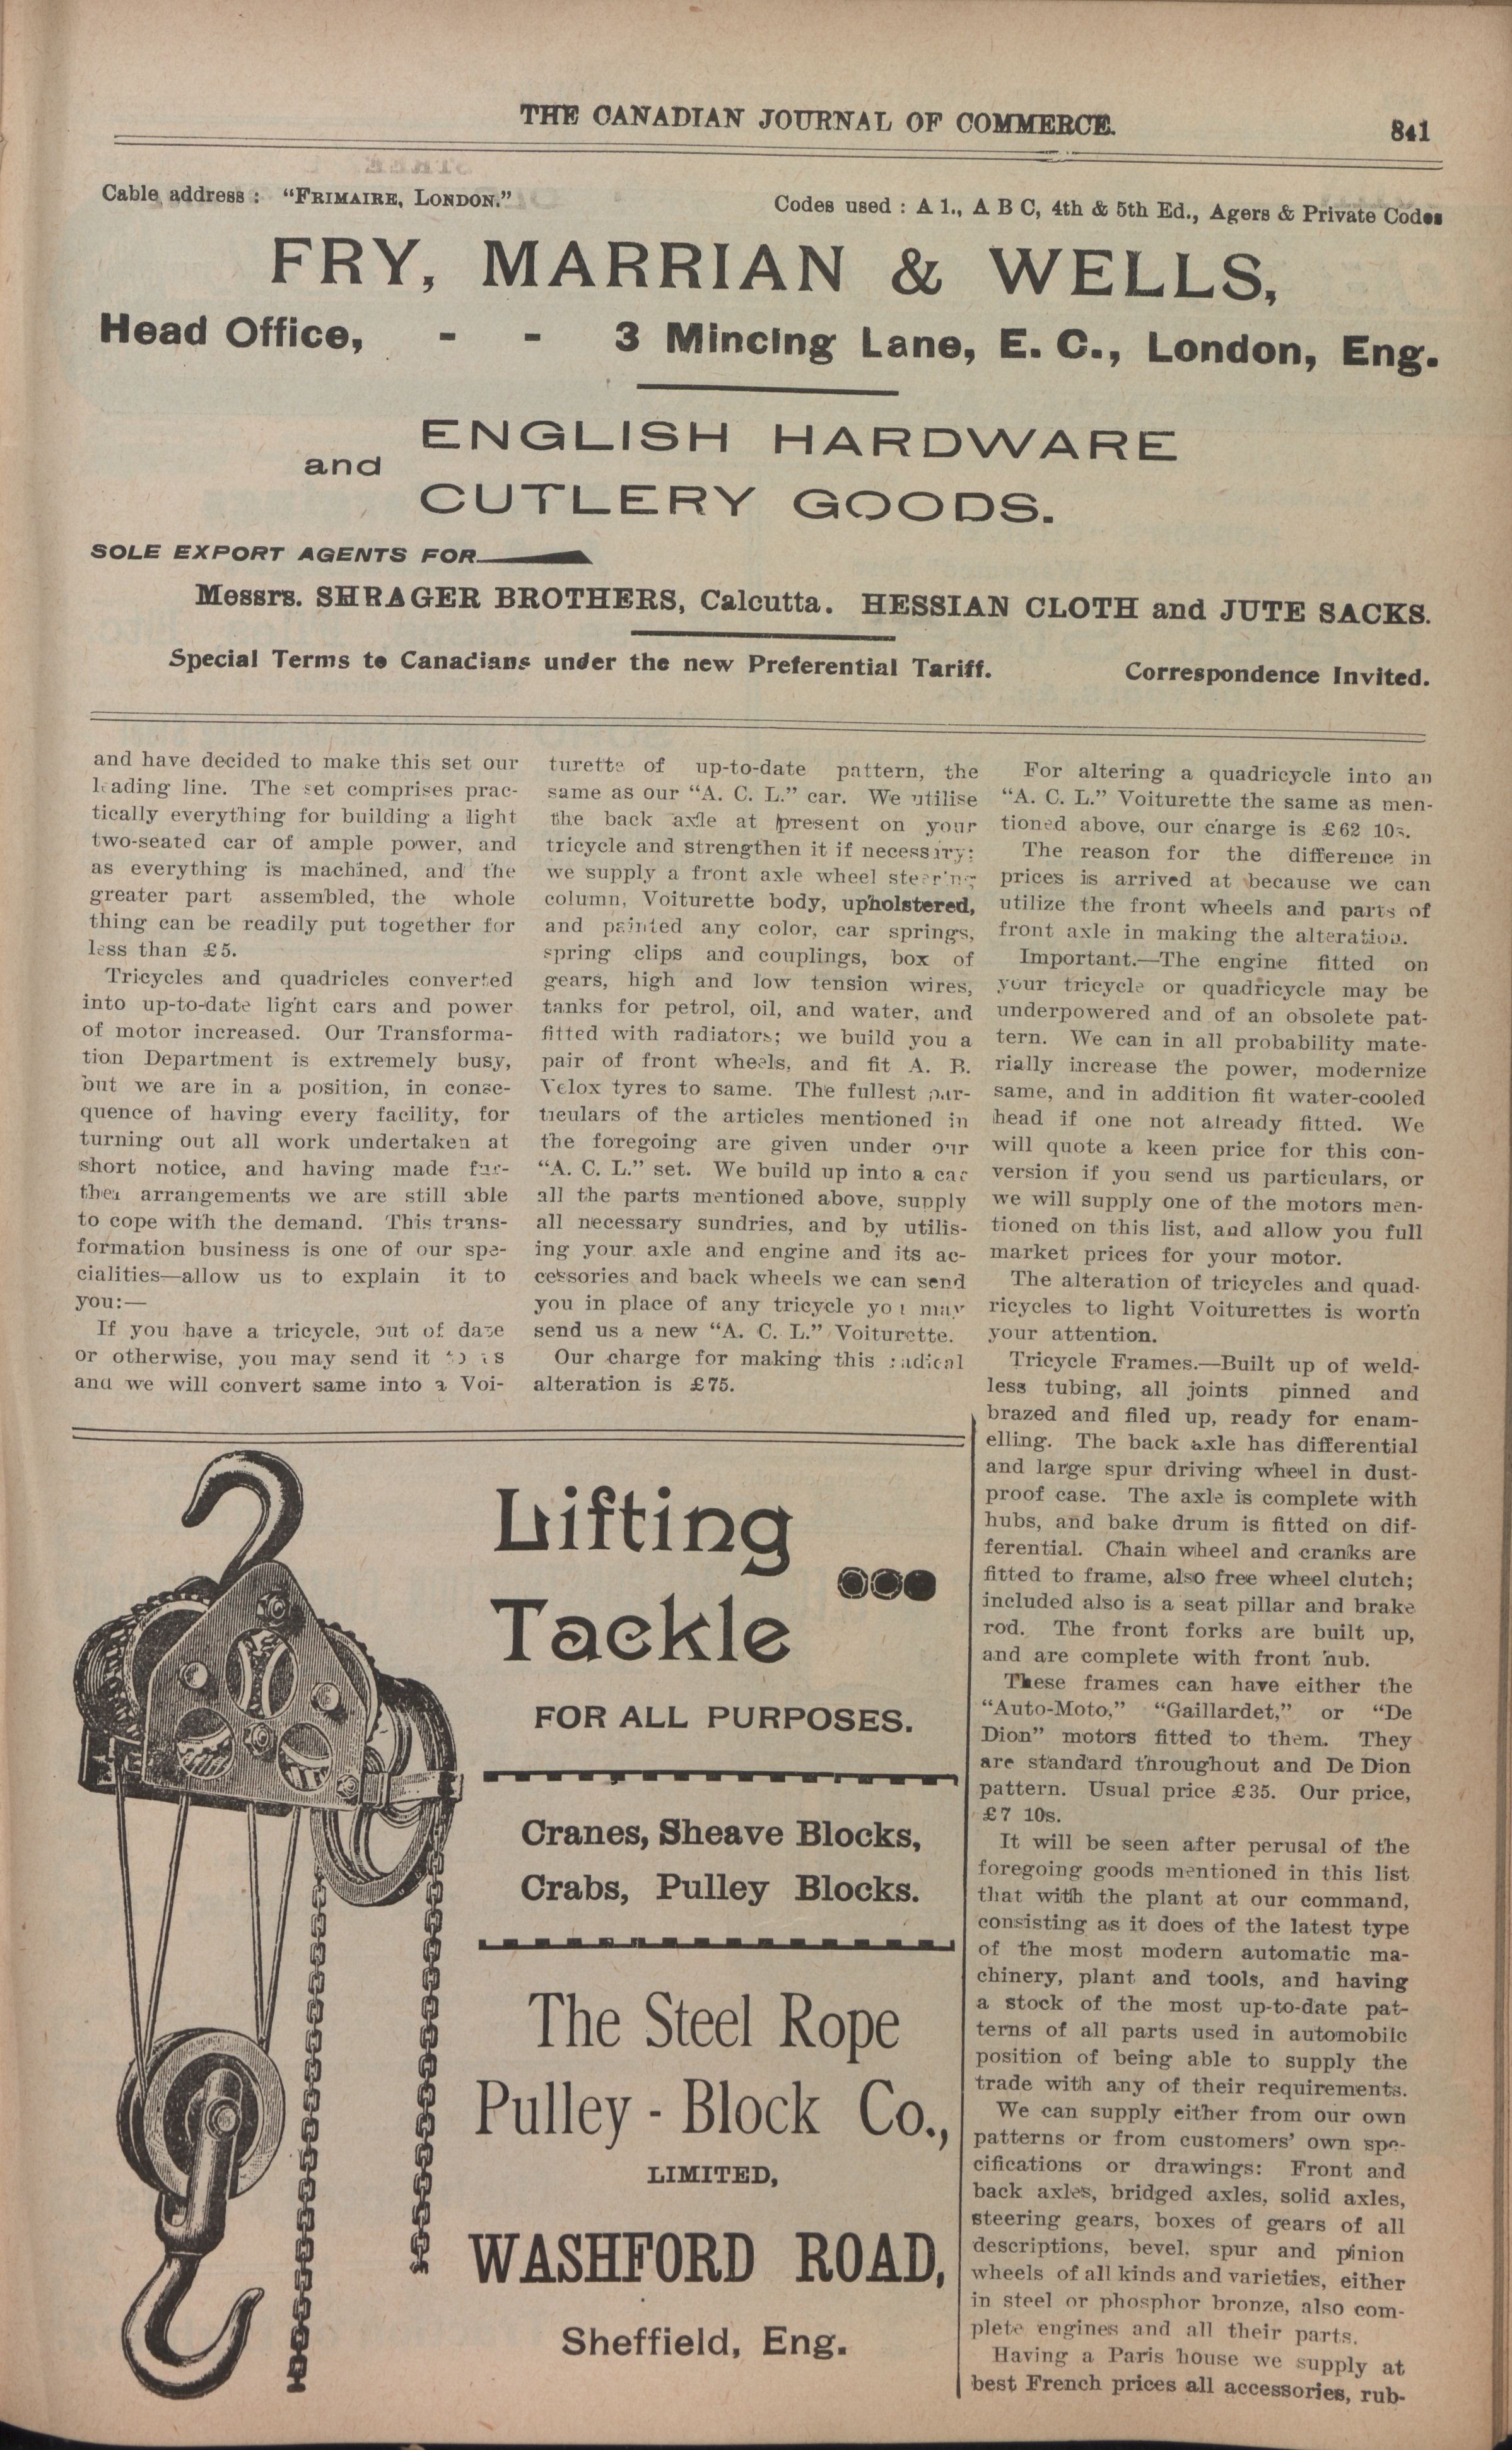 THE CANADIAN JOURNAL OF COMMERCE.
841
Cable address : "FRIMAIRE, LONDON."
Codes used : A 1., A B C, 4th & 5th Ed., Agers & Private Codes
FRY, MARRIAN & WELLS,
Head Office, - - 3 Mincing Lane, E. C., London, Eng.
ENGLISH HARDWARE
and
CUTLERY GOODS.
SOLE EXPORT AGENTS FOR
Messrs. SHRAGER BROTHERS, Calcutta. HESSIAN CLOTH and JUTE SACKS.
Special Terms to Canadians under the new Preferential Tariff.
Correspondence Invited.
and have decided to make this set our
leading line. The set comprises prac-
tically everything for building a light
two-seated car of ample power, and
as everything is machined, and the
greater part assembled, the whole
thing can be readily put together for
less than £5.
Tricycles and quadricles converted
into up-to-date light cars and power
of motor increased. Our Transforma-
tion Department is extremely busy,
but we are in a position, in conse-
quence of having every facility, for
turning out all work undertaken at
short notice, and having made fur-
ther arrangements we are still able
to cope with the demand. This trans-
formation business is one of our spe-
cialities—allow us to explain it to
you:—
If you have a tricycle, out of date
or otherwise, you may send it to us
and we will convert same into a Voi-
turette of up-to-date pattern, the
same as our "A. C. L." car. We utilise
the back axle at present on your
tricycle and strengthen it if necessary;
we supply a front axle wheel steering
column, Voiturette body, upholstered,
and painted any color, car springs,
spring clips and couplings, box of
gears, high and low tension wires,
tanks for petrol, oil, and water, and
fitted with radiators; we build you a
pair of front wheels, and fit A. B.
Velox tyres to same. The fullest par-
ticulars of the articles mentioned in
the foregoing are given under our
"A. C. L." set. We build up into a car
all the parts mentioned above, supply
all necessary sundries, and by utilis-
ing your axle and engine and its ac-
cessories and back wheels we can send
you in place of any tricycle you may
send us a new "A. C. L." Voiturette.
Our charge for making this radical
alteration is £75.
For altering a quadricycle into an
"A. C. L." Voiturette the same as men-
tioned above, our charge is £62 10s.
The reason for the difference in
prices is arrived at because we can
utilize the front wheels and parts of
front axle in making the alteration.
Important.—The engine fitted on
your tricycle or quadricycle may be
underpowered and of an obsolete pat-
tern. We can in all probability mate-
rially increase the power, modernize
same, and in addition fit water-cooled
head if one not already fitted. We
will quote a keen price for this con-
version if you send us particulars, or
we will supply one of the motors men-
tioned on this list, and allow you full
market prices for your motor.
The alteration of tricycles and quad-
ricycles to light Voiturettes is worth
your attention.
Tricycle Frames.—Built up of weld-
less tubing, all joints pinned and
brazed and filed up, ready for enam-
elling. The back axle has differential
and large spur driving wheel in dust-
proof case. The axle is complete with
hubs, and bake drum is fitted on dif-
ferential. Chain wheel and cranks are
fitted to frame, also free wheel clutch;
included also is a seat pillar and brake
rod. The front forks are built up,
and are complete with front hub.
These frames can have either the
"Auto-Moto," "Gaillardet," or "De
Dion" motors fitted to them. They
are standard throughout and De Dion
pattern. Usual price £35. Our price,
£7 10s.
It will be seen after perusal of the
foregoing goods mentioned in this list
that with the plant at our command,
consisting as it does of the latest type
of the most modern automatic ma-
chinery, plant and tools, and having
a stock of the most up-to-date pat-
terns of all parts used in automobile
position of being able to supply the
trade with any of their requirements.
We can supply either from our own
patterns or from customers' own spe-
cifications or drawings: Front and
back axles, bridged axles, solid axles,
steering gears, boxes of gears of all
descriptions, bevel, spur and pinion
wheels of all kinds and varieties, either
in steel or phosphor bronze, also com-
plete engines and all their parts.
Having a Paris house we supply at
best French prices all accessories, rub-
Lifting
Tackle
FOR ALL PURPOSES.
Cranes, Sheave Blocks,
Crabs, Pulley Blocks.
The Steel Rope
Pulley - Block Co.,
LIMITED,
WASHFORD ROAD,
Sheffield, Eng.